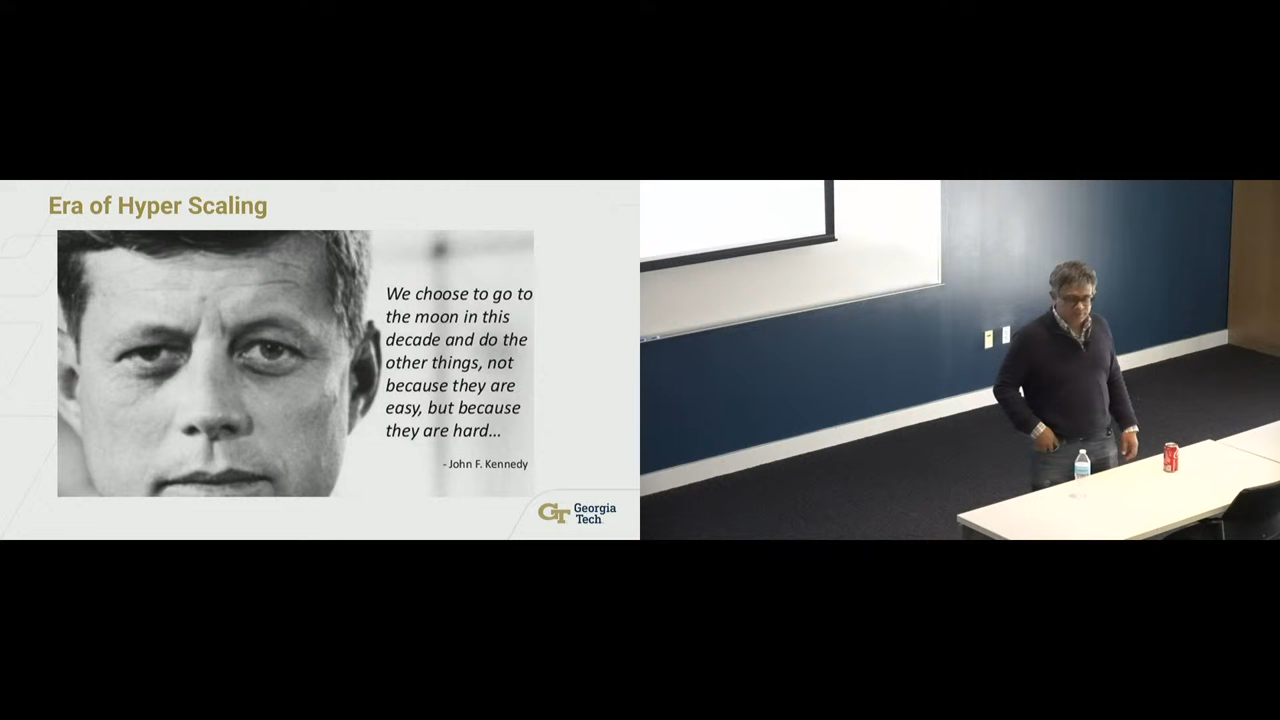 Era of Hyper Scaling
We choose to go to
the moon in this
decade and do the
other things, not
because they are
easy, but because
they are hard...
- John F. Kennedy
GT Georgia
Tech